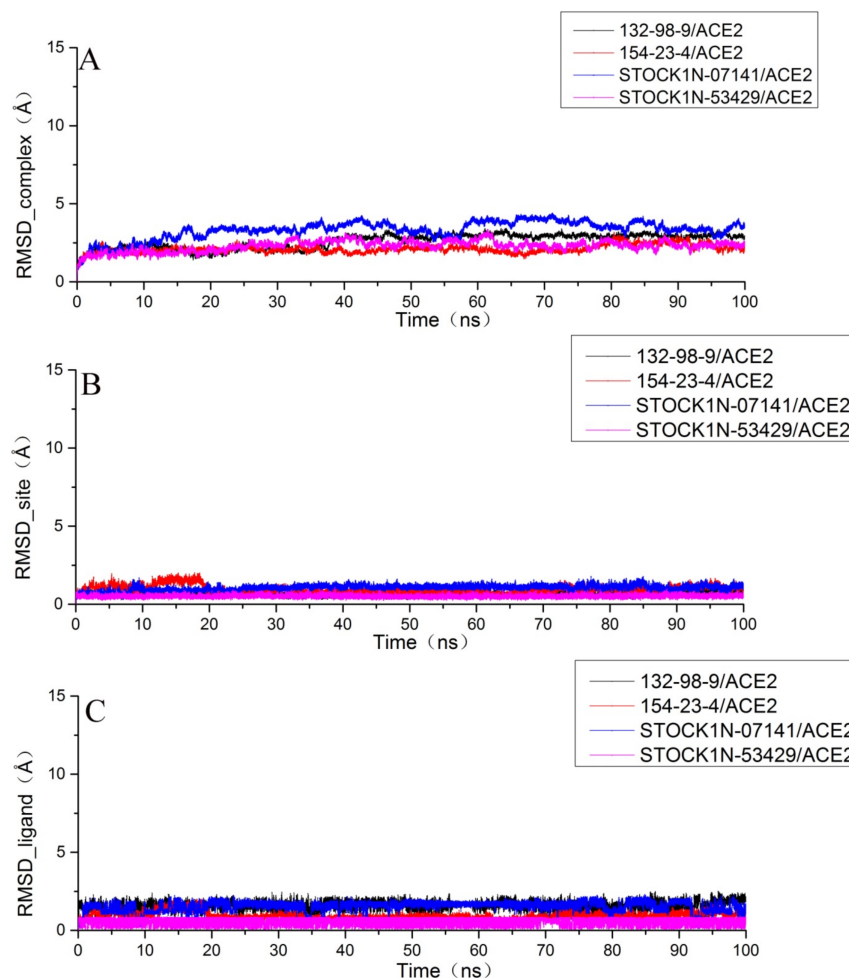 A
132-98-9/ACE2
154-23-4/ACE2
STOCK1N-07141/ACE2
STOCK1N-53429/ACE2
RMSD_complex（Å）
15
10
5
0
0 10 20 30 40 50 60 70 80 90 100
Time（ns）
B
132-98-9/ACE2
154-23-4/ACE2
STOCK1N-07141/ACE2
STOCK1N-53429/ACE2
RMSD_site（Å）
15
10
5
0
0 10 20 30 40 50 60 70 80 90 100
Time（ns）
C
132-98-9/ACE2
154-23-4/ACE2
STOCK1N-07141/ACE2
STOCK1N-53429/ACE2
RMSD_ligand（Å）
15
10
5
0
0 10 20 30 40 50 60 70 80 90 100
Time（ns）